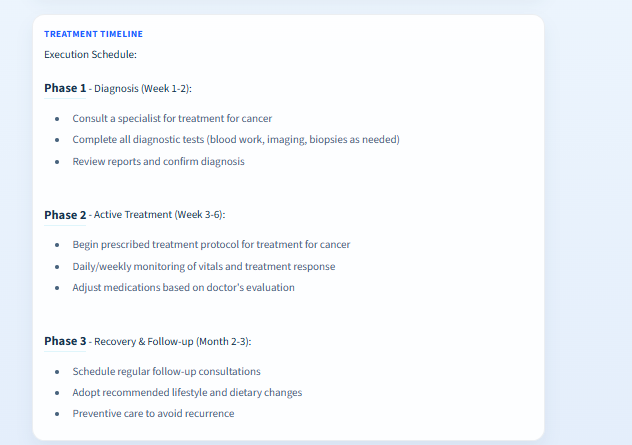 TREATMENT TIMELINE
Execution Schedule:
Phase 1 - Diagnosis (Week 1-2):
• Consult a specialist for treatment for cancer
• Complete all diagnostic tests (blood work, imaging, biopsies as needed)
• Review reports and confirm diagnosis
Phase 2 - Active Treatment (Week 3-6):
• Begin prescribed treatment protocol for treatment for cancer
• Daily/weekly monitoring of vitals and treatment response
• Adjust medications based on doctor's evaluation
Phase 3 - Recovery & Follow-up (Month 2-3):
• Schedule regular follow-up consultations
• Adopt recommended lifestyle and dietary changes
• Preventive care to avoid recurrence